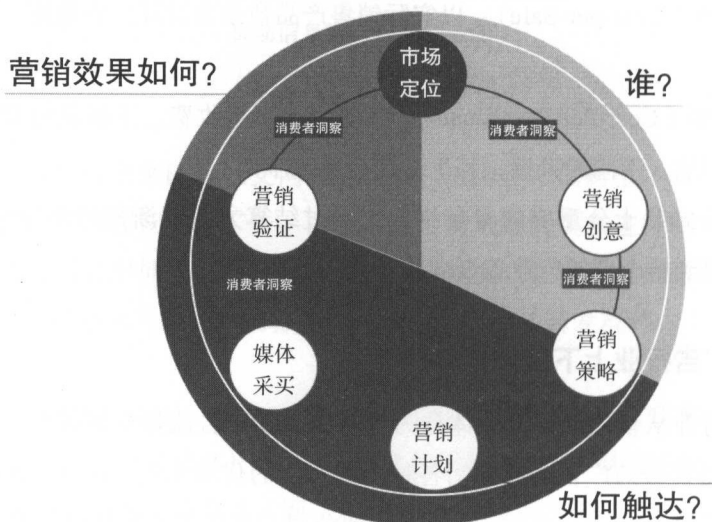 市场
定位
营销效果如何?
谁?
消费者洞察
消费者洞察
营销
验证
营销
创意
消费者洞察
消费者洞察
营销
策略
媒体
采买
营销
计划
如何触达?